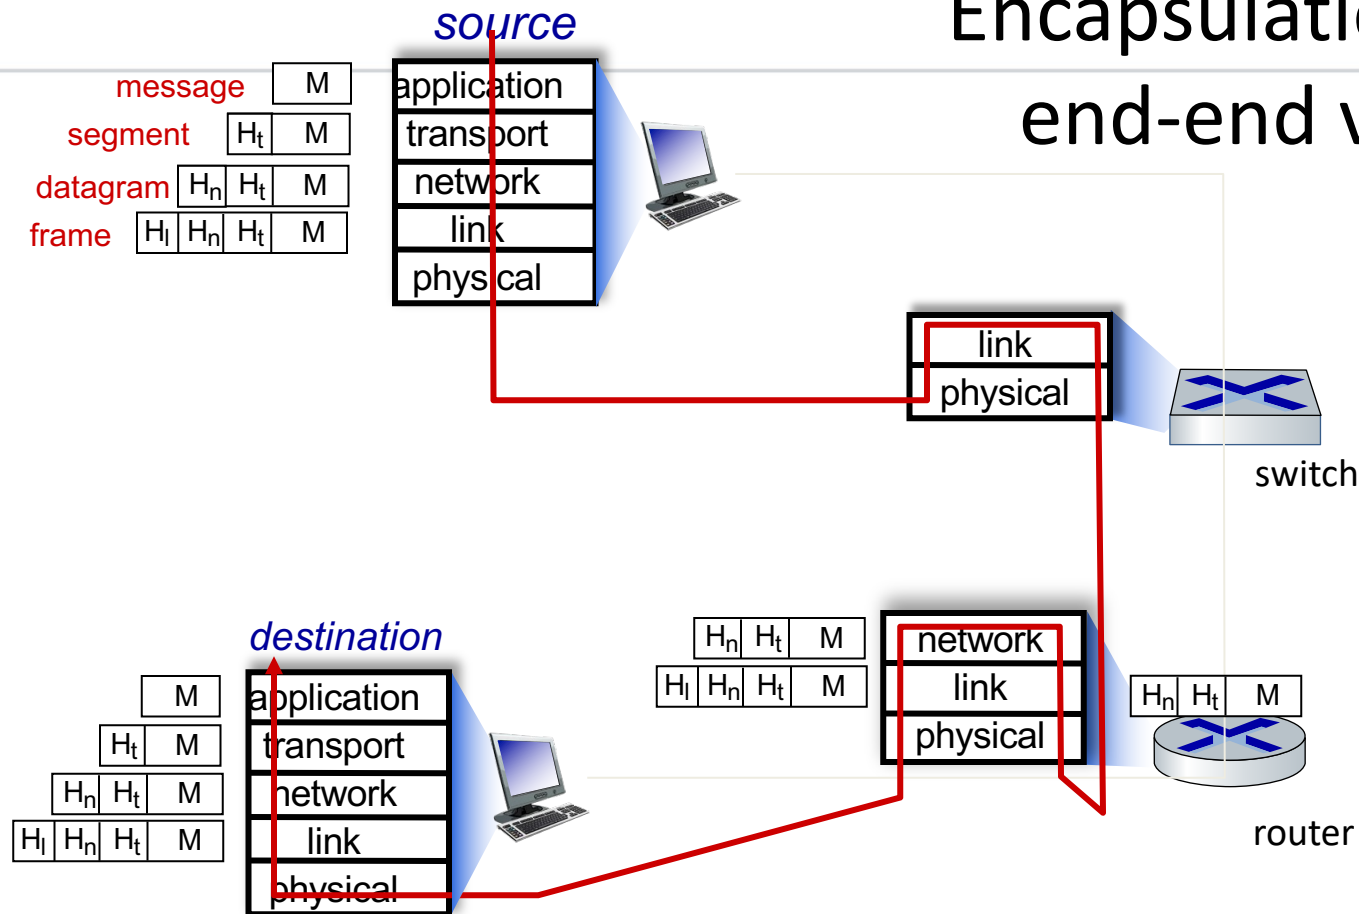 source
Encapsulatio
end-end v
message M
application
segment Ht M
transport
datagram Hn Ht M
network
frame Hl Hn Ht M
link
physical
link
physical
switch
destination
Hn Ht M
network
Hl Hn Ht M
link
physical
Hn Ht M
router
M
application
Ht M
transport
Hn Ht M
network
Hl Hn Ht M
link
physical